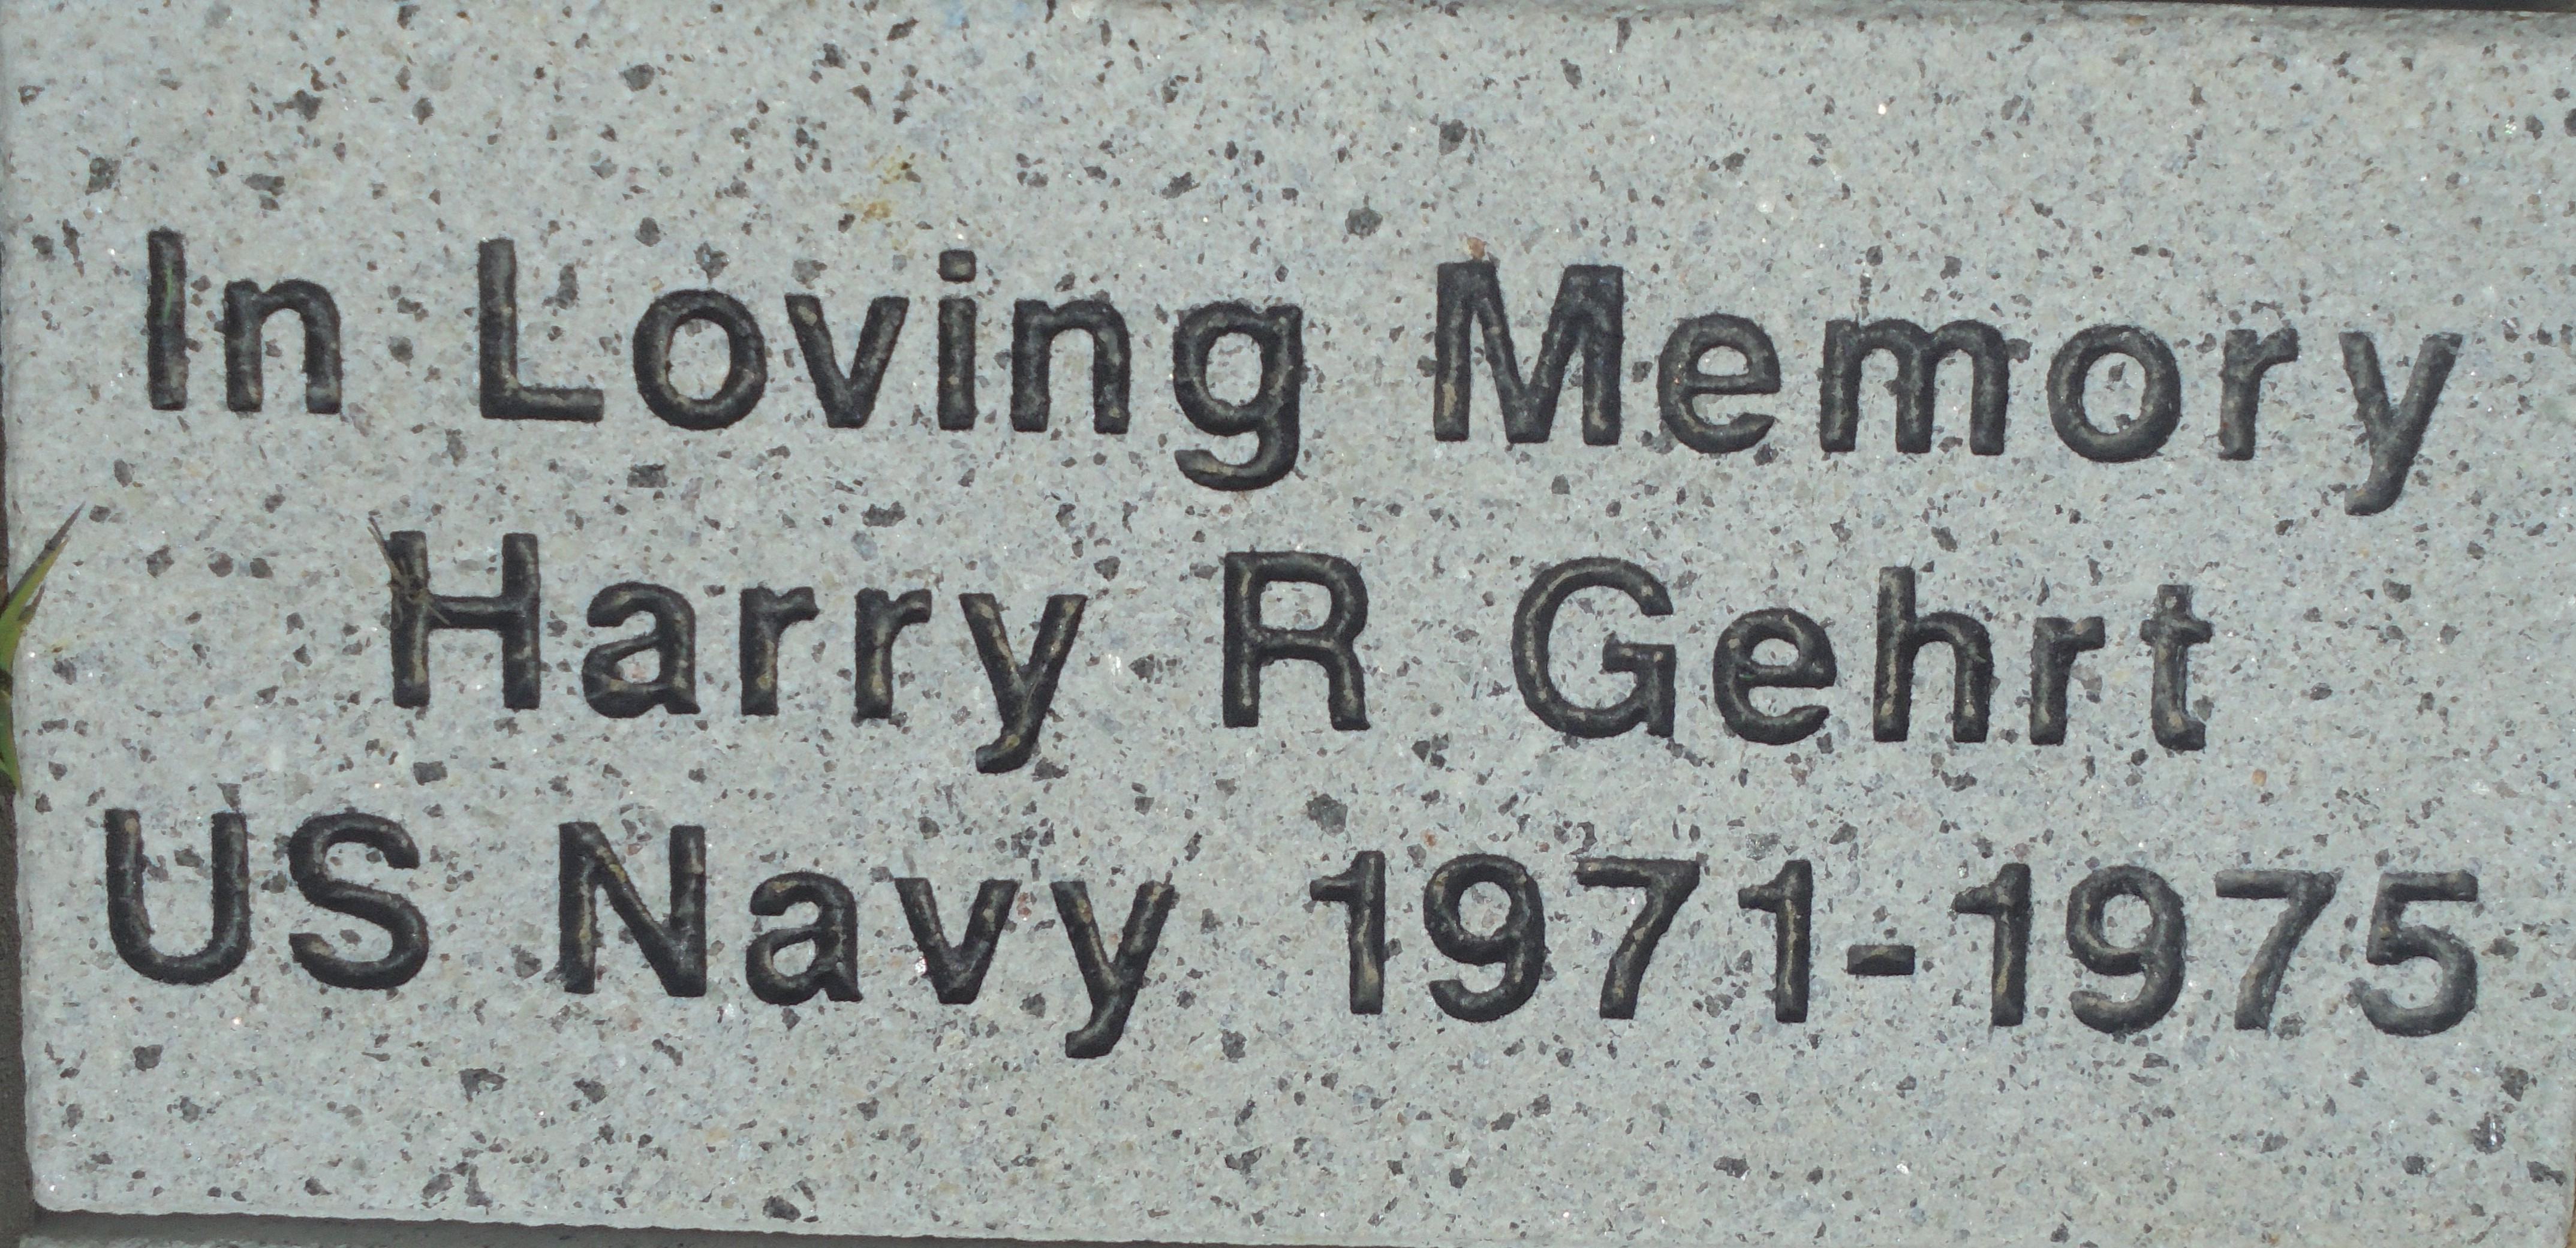 In Loving Memory
Harry R Gehrt
US Navy 1971-1975